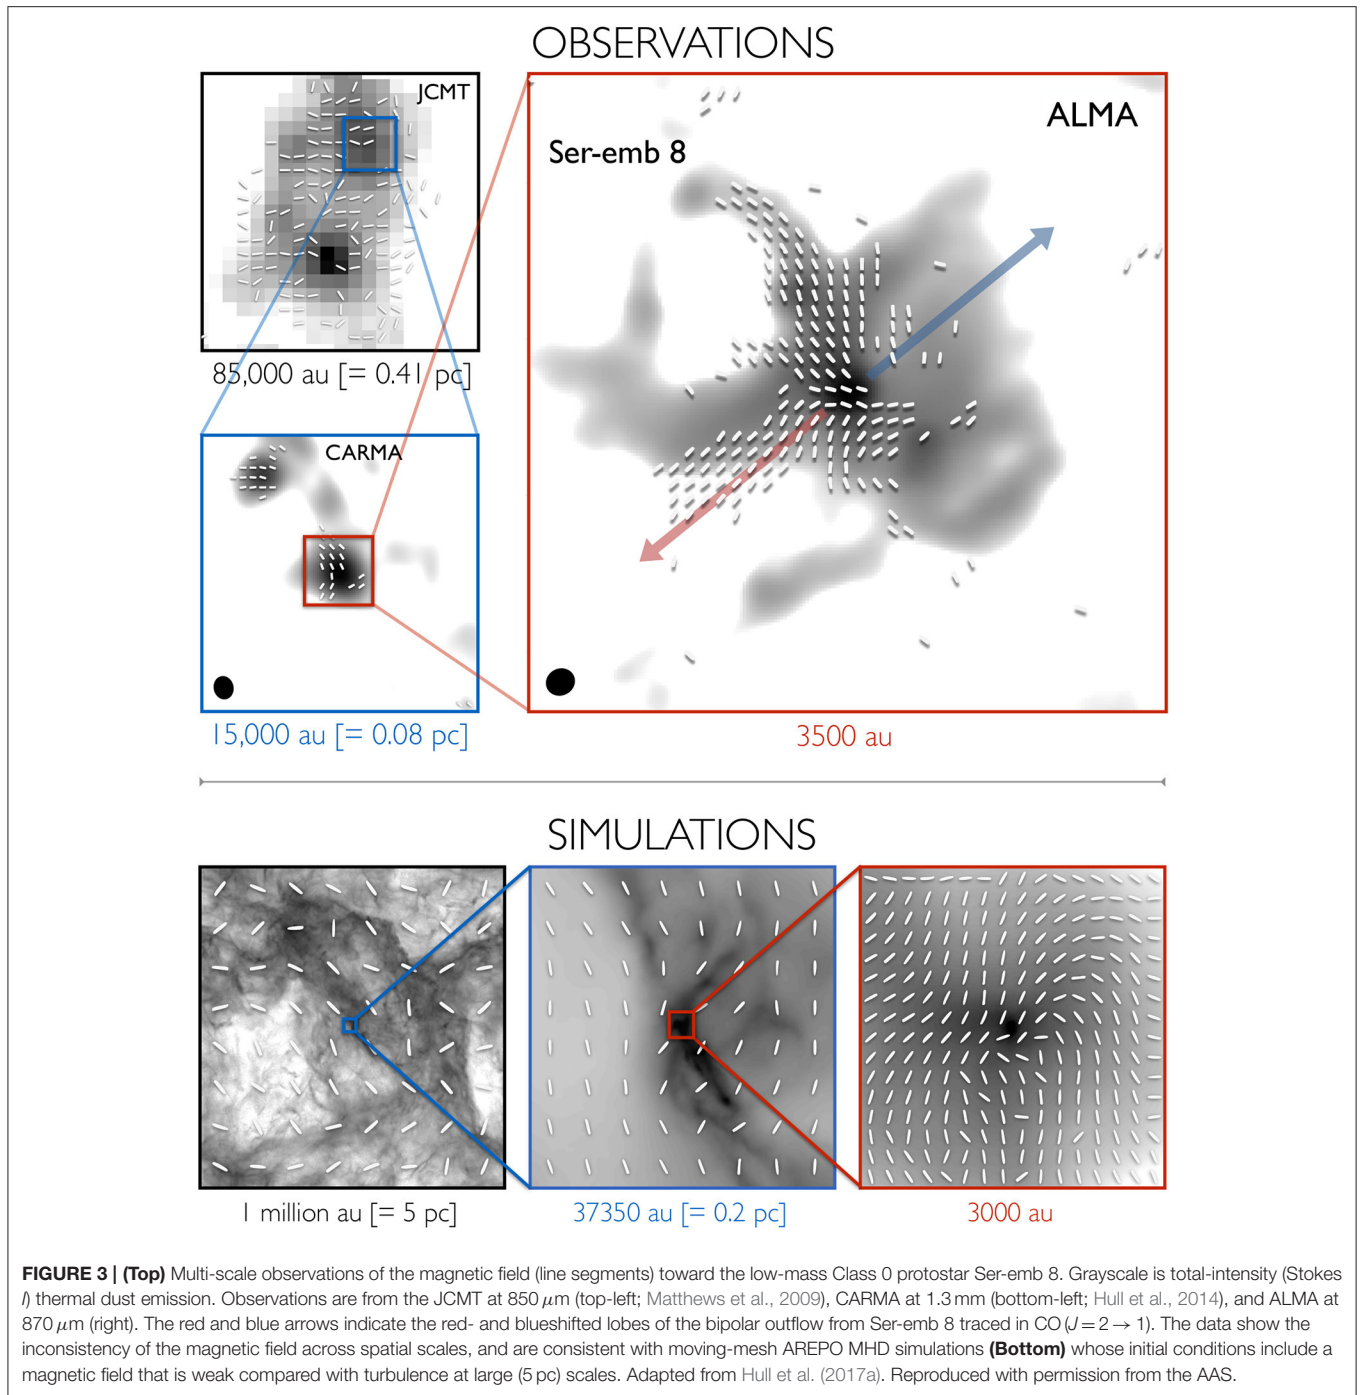 OBSERVATIONS
JCMT
85,000 au [= 0.41 pc]
CARMA
15,000 au [= 0.08 pc]
Ser-emb 8
ALMA
3500 au
SIMULATIONS
1 million au [= 5 pc]
37350 au [= 0.2 pc]
3000 au
FIGURE 3 | (Top) Multi-scale observations of the magnetic field (line segments) toward the low-mass Class 0 protostar Ser-emb 8. Grayscale is total-intensity (Stokes
I) thermal dust emission. Observations are from the JCMT at 850 μm (top-left; Matthews et al., 2009), CARMA at 1.3 mm (bottom-left; Hull et al., 2014), and ALMA at
870 μm (right). The red and blue arrows indicate the red- and blueshifted lobes of the bipolar outflow from Ser-emb 8 traced in CO (J = 2 → 1). The data show the
inconsistency of the magnetic field across spatial scales, and are consistent with moving-mesh AREPO MHD simulations (Bottom) whose initial conditions include a
magnetic field that is weak compared with turbulence at large (5 pc) scales. Adapted from Hull et al. (2017a). Reproduced with permission from the AAS.